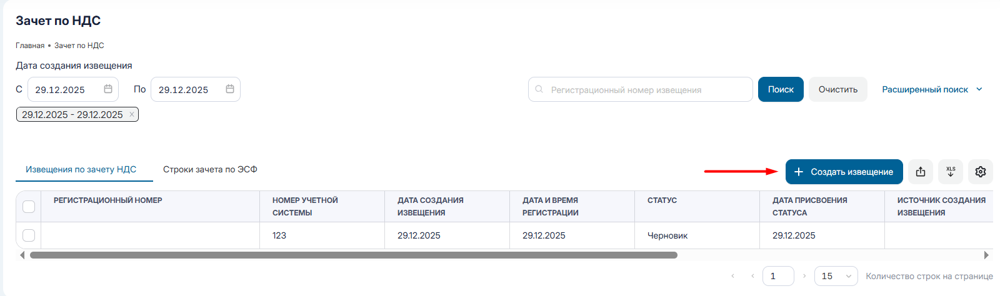 Зачет по НДС
Главная • Зачет по НДС
Дата создания извещения
С 29.12.2025 По 29.12.2025 Регистрационный номер извещения Поиск Очистить Расширенный поиск
29.12.2025 - 29.12.2025 x
Извещения по зачету НДС Строки зачета по ЭСФ + Создать извещение XLS
РЕГИСТРАЦИОННЫЙ НОМЕР НОМЕР УЧЕТНОЙ ДАТА СОЗДАНИЯ ДАТА И ВРЕМЯ СТАТУС ДАТА ПРИСВОЕНИЯ ИСТОЧНИК СОЗДАНИЯ
СИСТЕМЫ ИЗВЕЩЕНИЯ РЕГИСТРАЦИИ СТАТУСА ИЗВЕЩЕНИЯ
123 29.12.2025 29.12.2025 Черновик 29.12.2025
1 15 Количество строк на странице